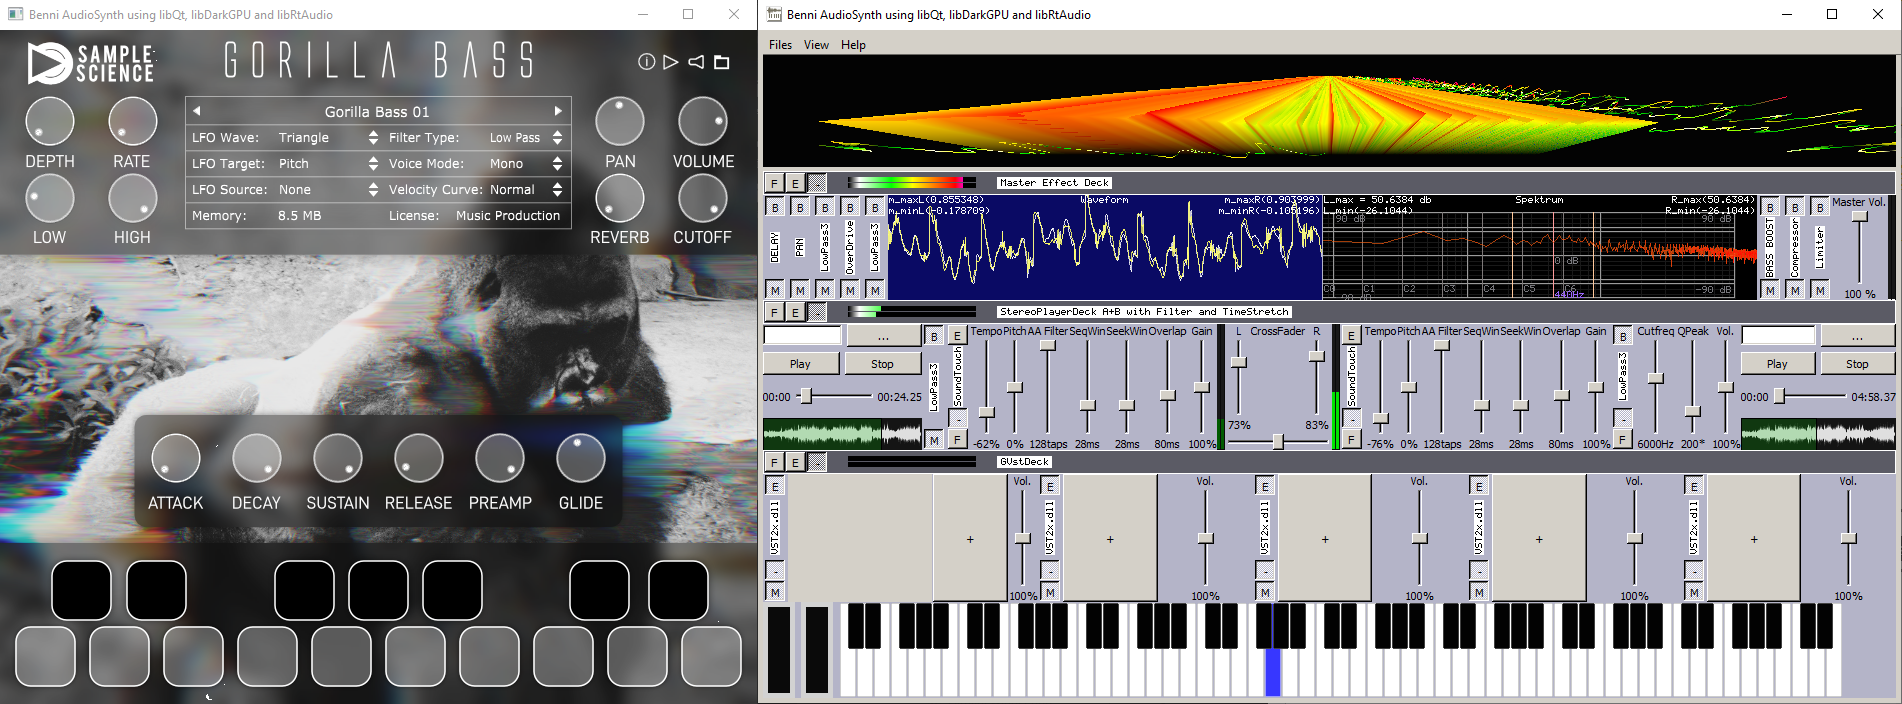 Benni AudioSynth using libQt, libDarkGPU and libRtAudio
SAMPLE
SCIENCE
GORILLA BASS
DEPTH
RATE
LOW
HIGH
Gorilla Bass 01
LFO Wave: Triangle Filter Type: Low Pass
LFO Target: Pitch Voice Mode: Mono
LFO Source: None Velocity Curve: Normal
Memory: 8.5 MB License: Music Production
PAN
VOLUME
REVERB
CUTOFF
ATTACK DECAY SUSTAIN RELEASE PREAMP GLIDE
Benni AudioSynth using libQt, libDarkGPU and libRtAudio
Files View Help
F E - Master Effect Deck
B B B B B
DELAY
PAN
LowPass3
OverDrive
LowPass3
M M M M M
m_maxL(0.855348) Waveform m_maxR(0.903999)
m_minL(-0.178709) m_minR(-0.105196)
L_max = 50.6384 db Spektrum R_max(50.6384)
L_min(-26.1044) R_min(-26.1044)
90 dB 90 dB
0 dB
C0 C1 C2 C3 C4 C5 C6 -90 dB
440Hz
B B B
BASS BOOST
Compressor
Limiter
M M M
Master Vol.
100 %
F E - StereoPlayerDeck A+B with Filter and TimeStretch
...
Play Stop
00:00 00:24.25
B
LowPass3
M
E
SoundTouch
-
F
Tempo Pitch AA Filter SeqWin SeekWin Overlap Gain
-62% 0% 128taps 28ms 28ms 80ms 100%
L CrossFader R
73% 83%
E
SoundTouch
-
F
Tempo Pitch AA Filter SeqWin SeekWin Overlap Gain
-76% 0% 128taps 28ms 28ms 80ms 100%
B
LowPass3
-
F
Cutfreq QPeak Vol.
6000Hz 200* 100%
...
Play Stop
00:00 04:58.37
F E - GVstDeck
E
VST2x.dll
-
M
+
Vol.
100%
E
VST2x.dll
-
M
+
Vol.
100%
E
VST2x.dll
-
M
+
Vol.
100%
E
VST2x.dll
-
M
+
Vol.
100%
E
VST2x.dll
-
M
+
Vol.
100%